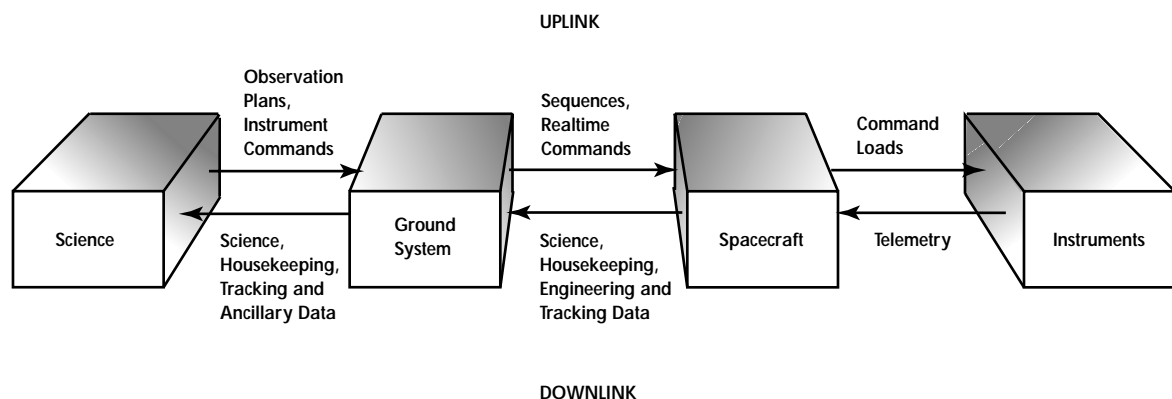 UPLINK
Observation
Plans,
Instrument
Commands
Sequences,
Realtime
Commands
Command
Loads
Science
Ground
System
Spacecraft
Instruments
Science,
Housekeeping,
Tracking and
Ancillary Data
Science,
Housekeeping,
Engineering and
Tracking Data
Telemetry
DOWNLINK